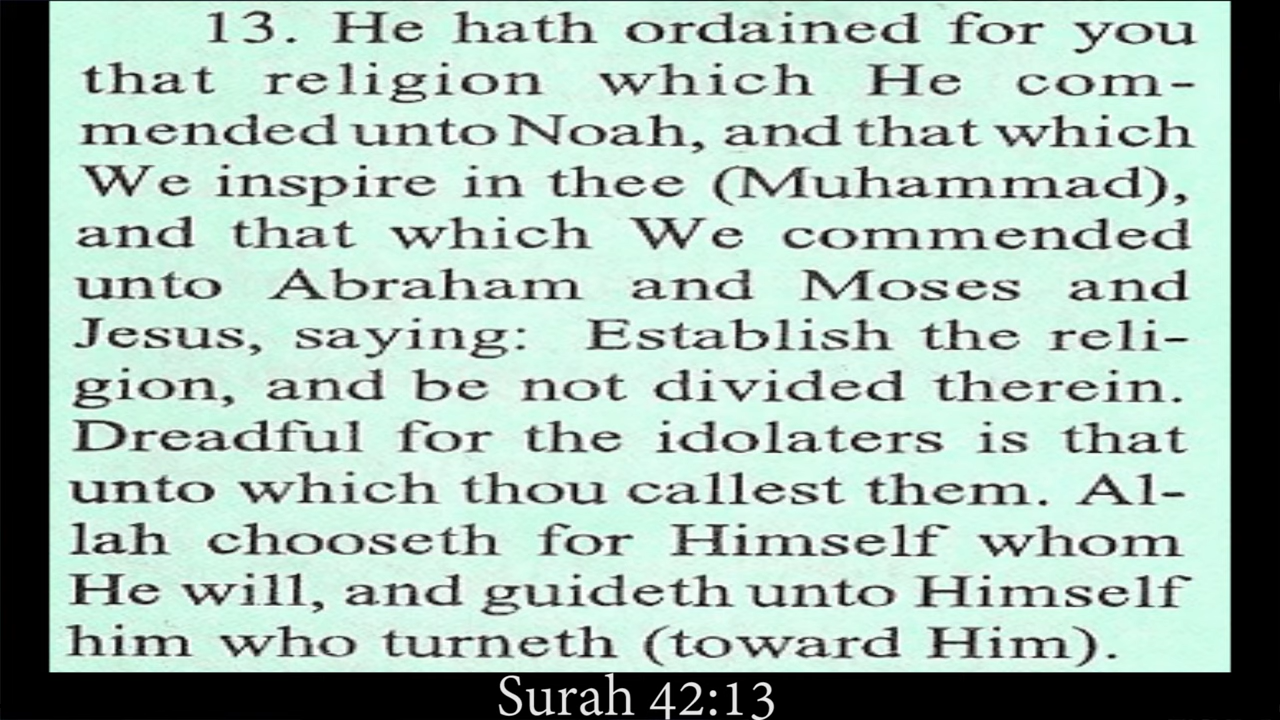 13. He hath ordained for you
that religion which He com-
mended unto Noah, and that which
We inspire in thee (Muhammad),
and that which We commended
unto Abraham and Moses and
Jesus, saying: Establish the reli-
gion, and be not divided therein.
Dreadful for the idolaters is that
unto which thou callest them. Al-
lah chooseth for Himself whom
He will, and guideth unto Himself
him who turneth (toward Him).
Surah 42:13